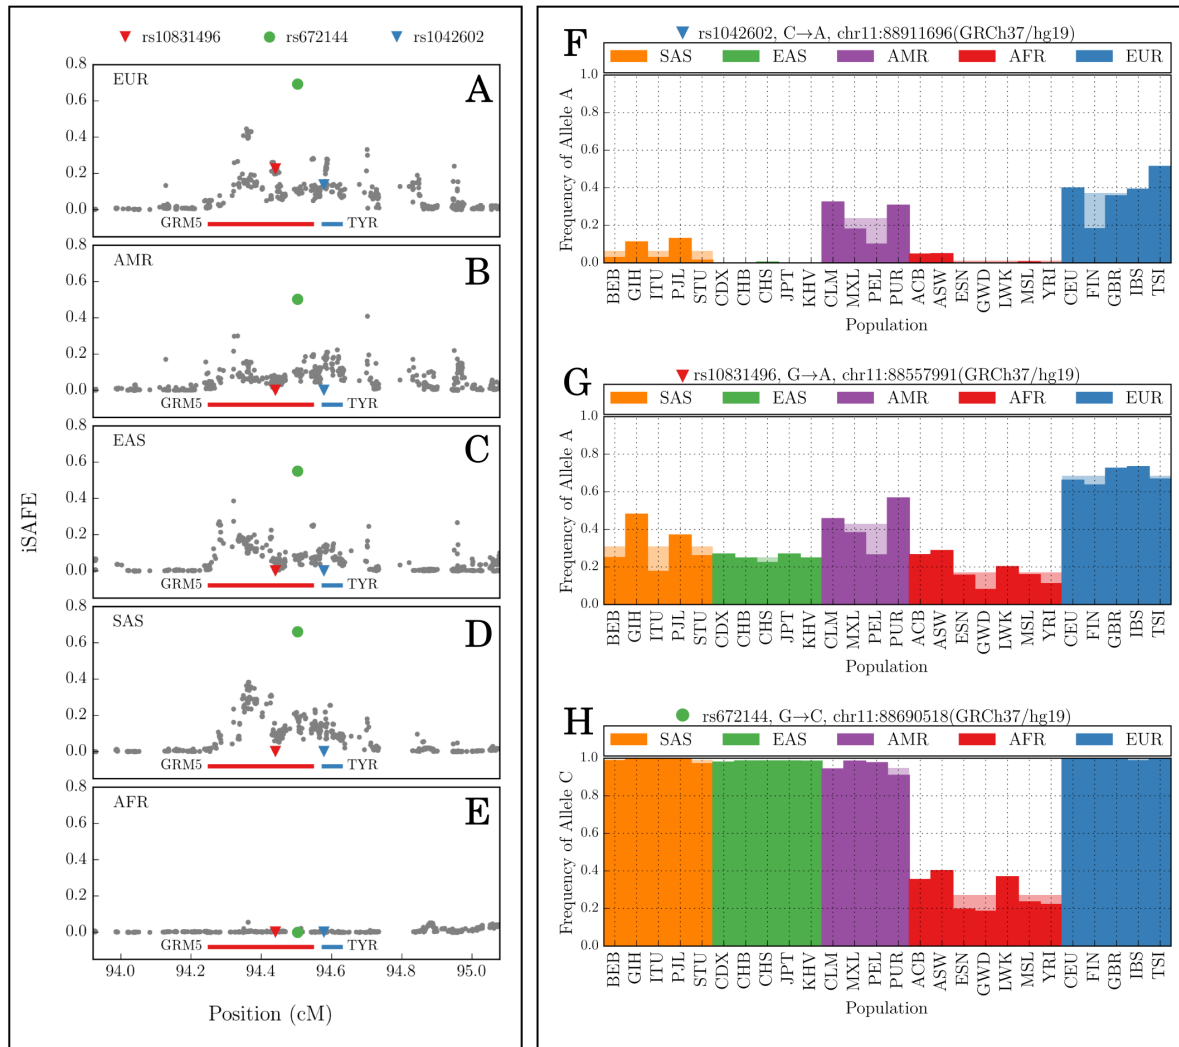 rs10831496 rs672144 rs1042602
EUR A
0.8
0.6
0.4
0.2
0.0
GRM5 TYR
AMR B
0.8
0.6
0.4
0.2
0.0
GRM5 TYR
EAS C
0.8
0.6
0.4
0.2
0.0
GRM5 TYR
SAS D
0.8
0.6
0.4
0.2
0.0
GRM5 TYR
AFR E
0.8
0.6
0.4
0.2
0.0
GRM5 TYR
94.0 94.2 94.4 94.6 94.8 95.0
Position (cM)
iSAFE
F
rs1042602, C→A, chr11:88911696(GRCh37/hg19)
SAS EAS AMR AFR EUR
1.0
0.8
0.6
0.4
0.2
0.0
Frequency of Allele A
BEB GIH ITU PJL STU CDX CHB CHS JPT KHV CLM MXL PEL PUR ACB ASW ESN GWD LWK MSL YRI CEU FIN GBR IBS TSI
Population
G
rs10831496, G→A, chr11:88557991(GRCh37/hg19)
SAS EAS AMR AFR EUR
1.0
0.8
0.6
0.4
0.2
0.0
Frequency of Allele A
BEB GIH ITU PJL STU CDX CHB CHS JPT KHV CLM MXL PEL PUR ACB ASW ESN GWD LWK MSL YRI CEU FIN GBR IBS TSI
Population
H
rs672144, G→C, chr11:88690518(GRCh37/hg19)
SAS EAS AMR AFR EUR
1.0
0.8
0.6
0.4
0.2
0.0
Frequency of Allele C
BEB GIH ITU PJL STU CDX CHB CHS JPT KHV CLM MXL PEL PUR ACB ASW ESN GWD LWK MSL YRI CEU FIN GBR IBS TSI
Population